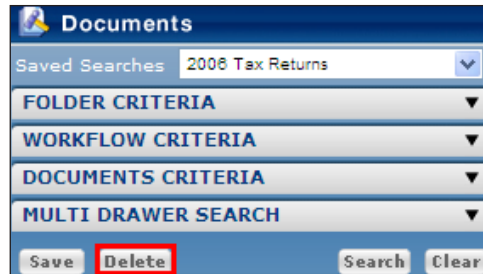 Documents
Saved Searches 2006 Tax Returns
FOLDER CRITERIA
WORKFLOW CRITERIA
DOCUMENTS CRITERIA
MULTI DRAWER SEARCH
Save Delete Search Clear